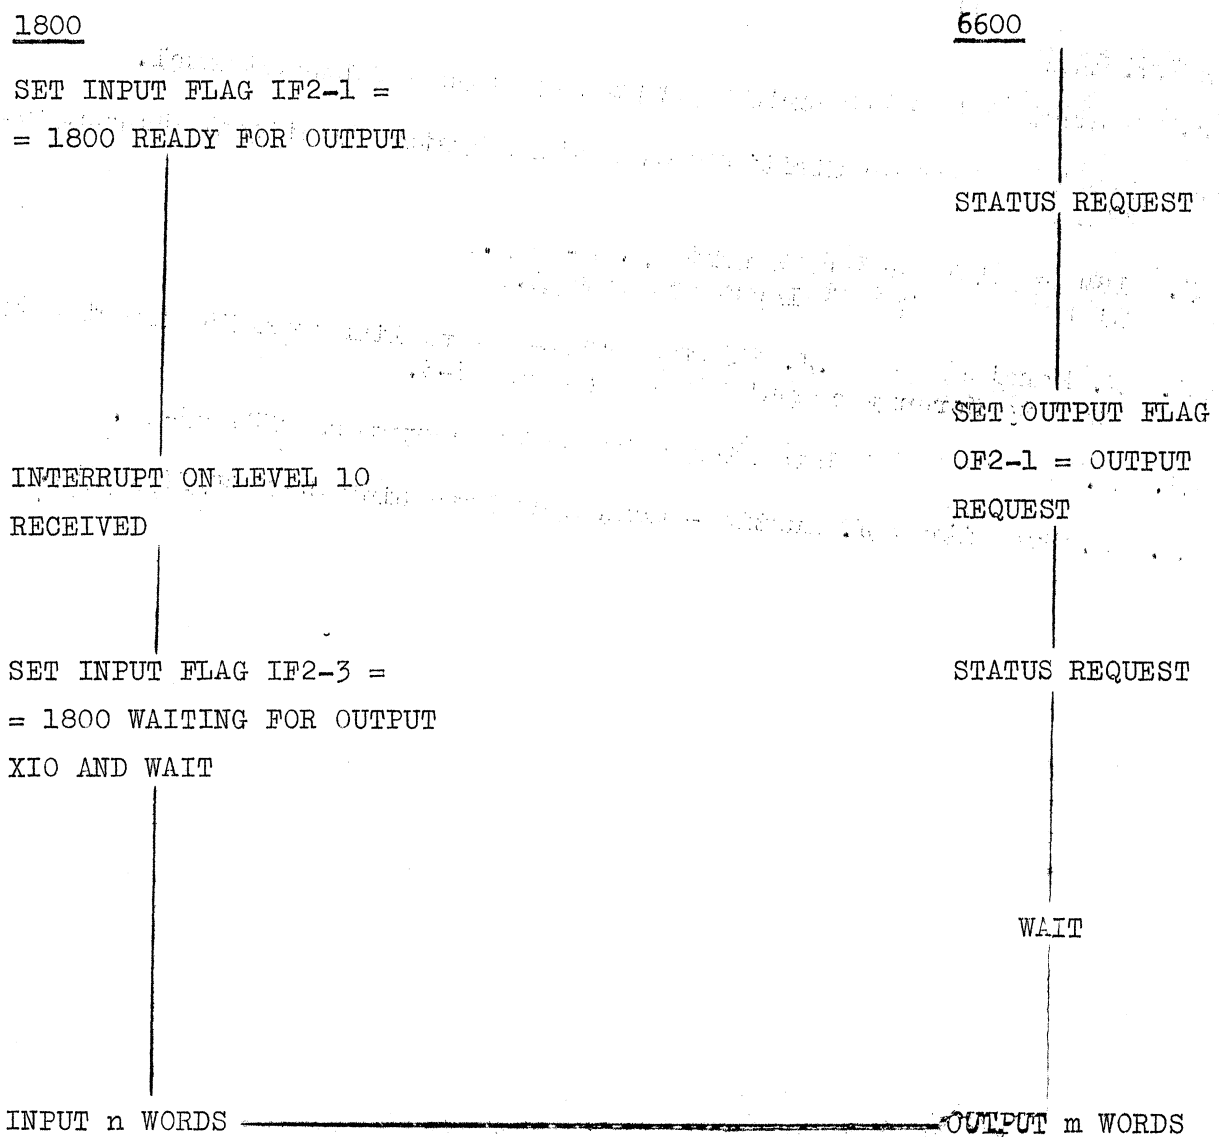 1800
SET INPUT FLAG IF2-1 =
= 1800 READY FOR OUTPUT
INTERRUPT ON LEVEL 10
RECEIVED
SET INPUT FLAG IF2-3 =
= 1800 WAITING FOR OUTPUT
XIO AND WAIT
INPUT n WORDS
6600
STATUS REQUEST
SET OUTPUT FLAG
OF2-1 = OUTPUT
REQUEST
STATUS REQUEST
WAIT
OUTPUT m WORDS